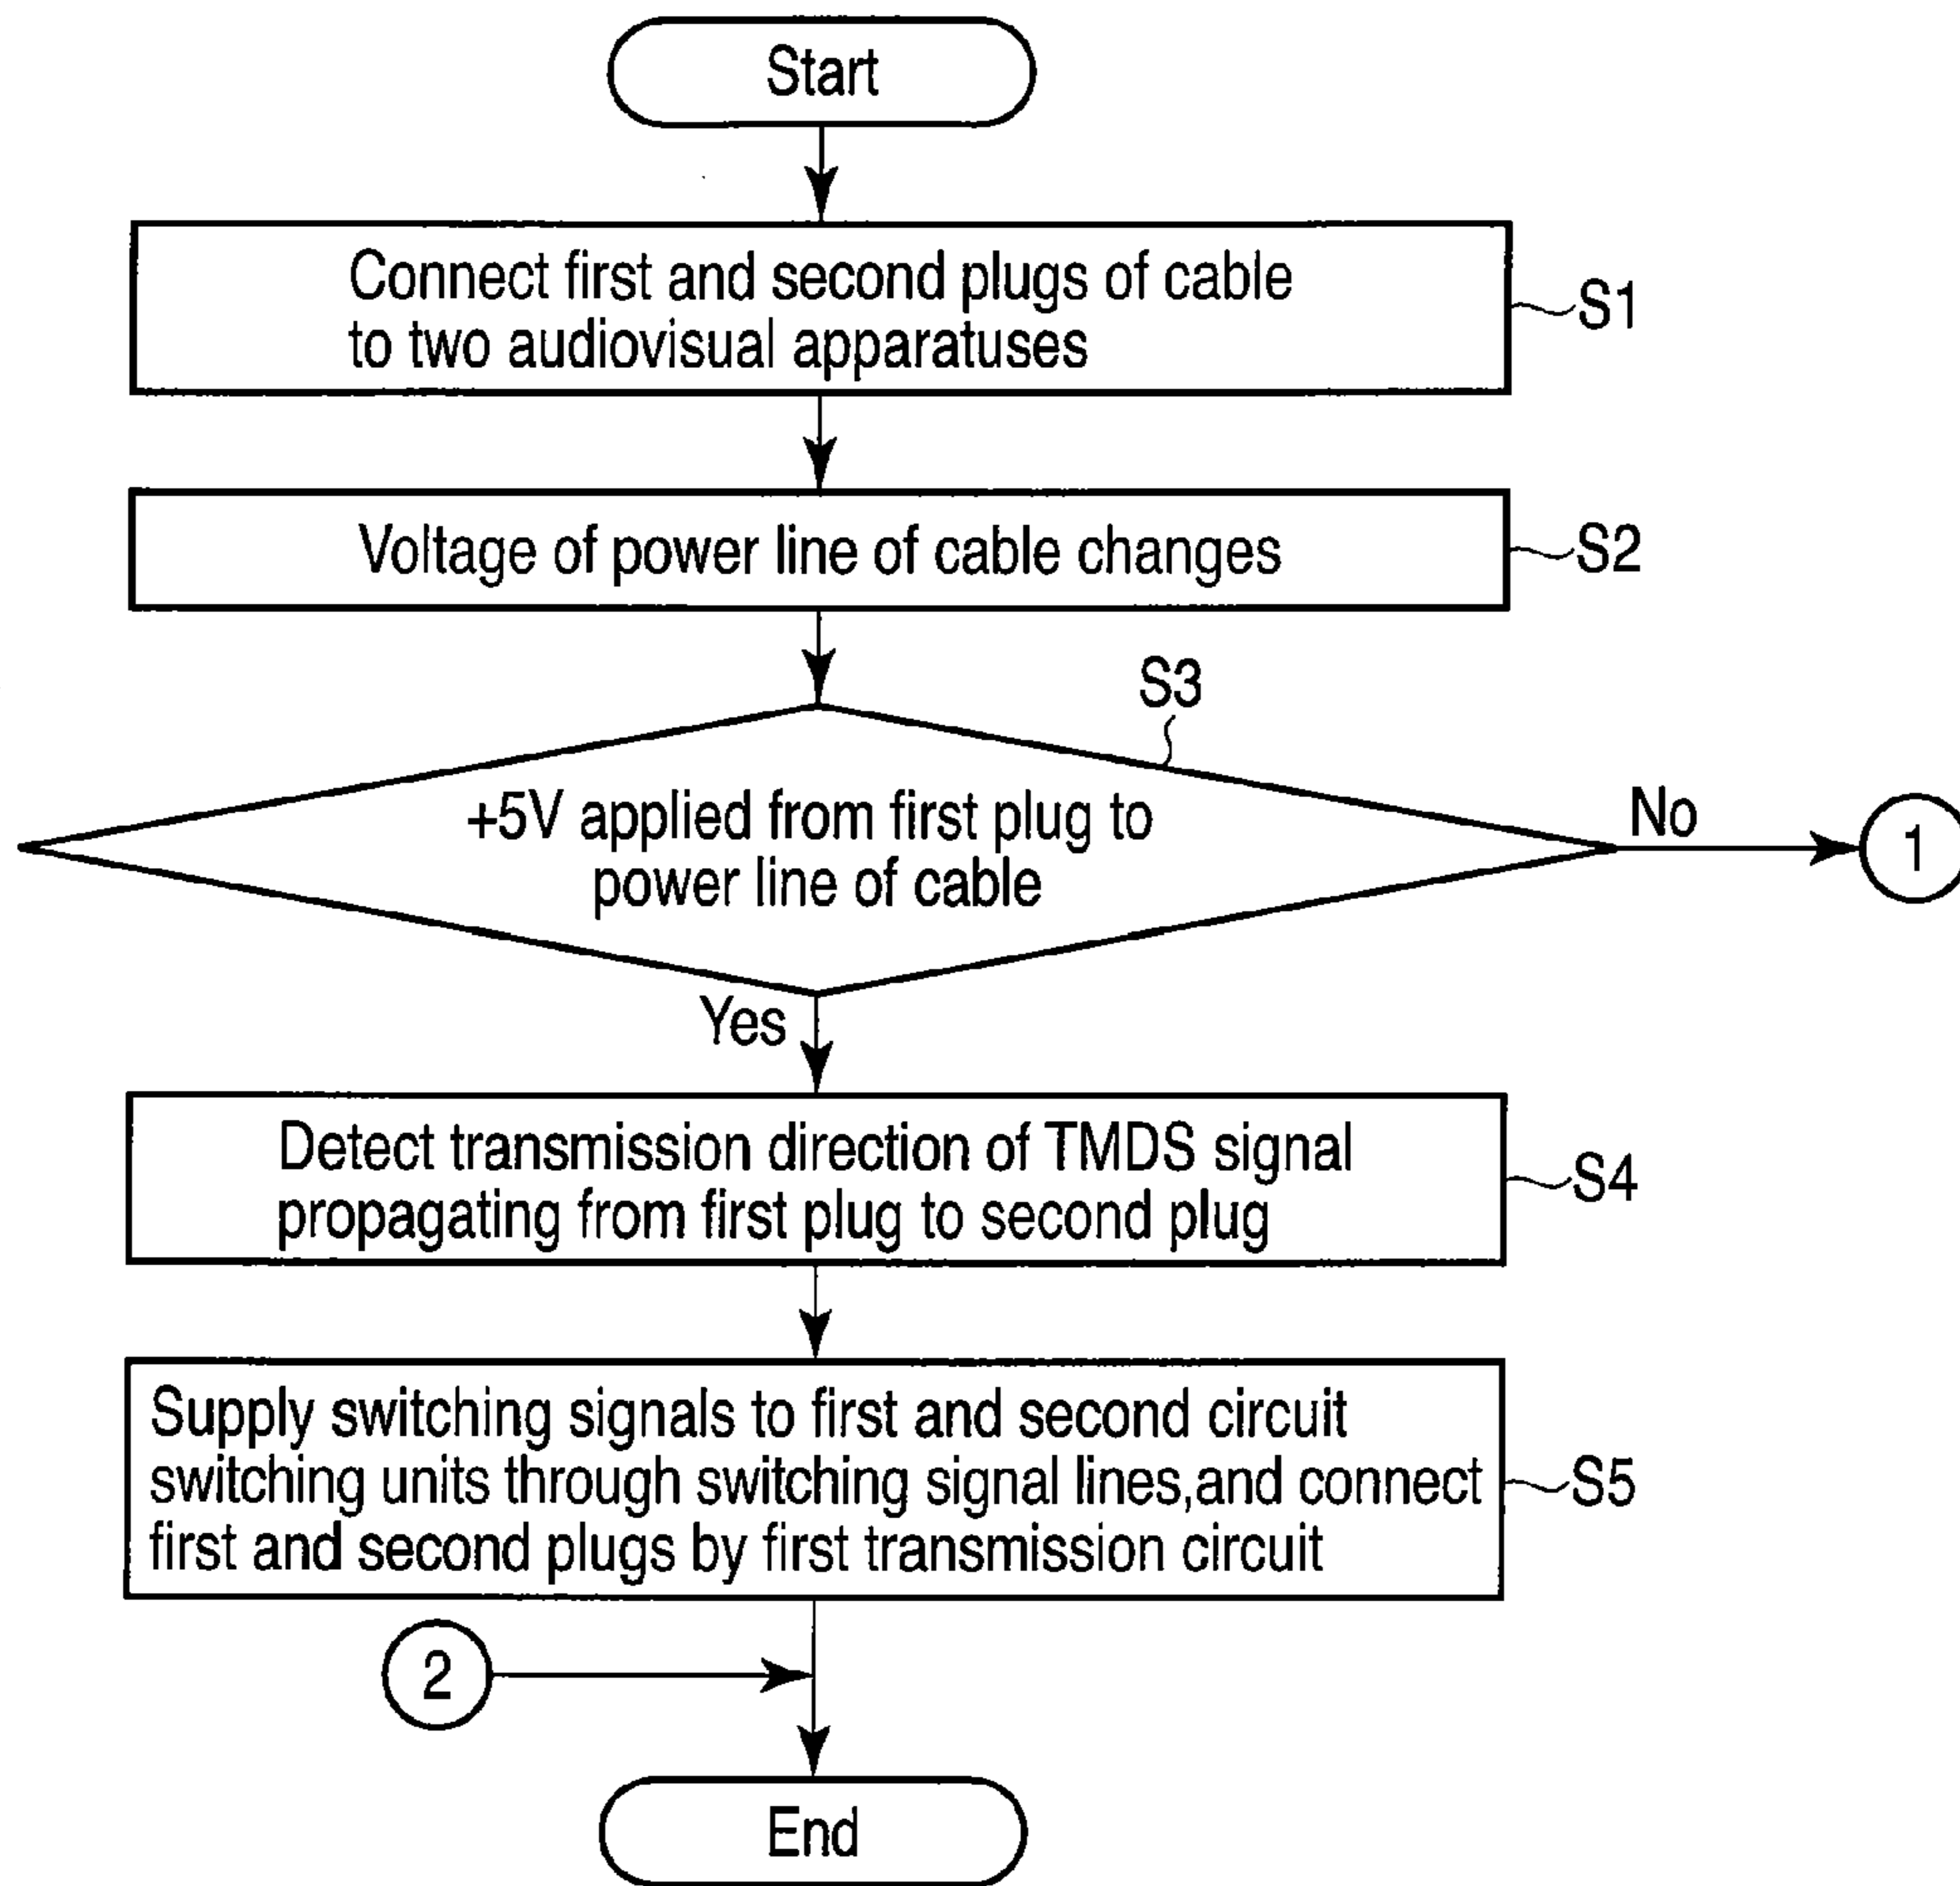 Start
Connect first and second plugs of cable
to two audiovisual apparatuses
S1
Voltage of power line of cable changes
S2
S3
+5V applied from first plug to
power line of cable
No
1
Yes
Detect transmission direction of TMDS signal
propagating from first plug to second plug
S4
Supply switching signals to first and second circuit
switching units through switching signal lines,and connect
first and second plugs by first transmission circuit
S5
2
End